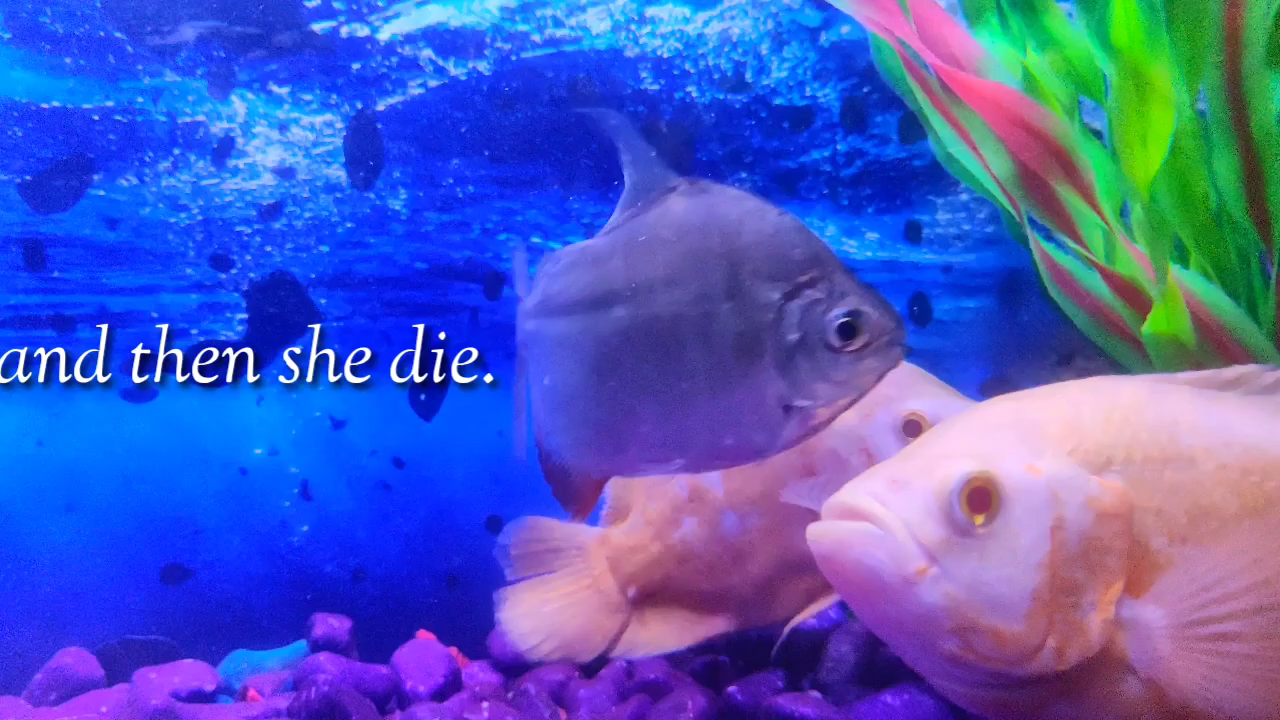 and then she die.